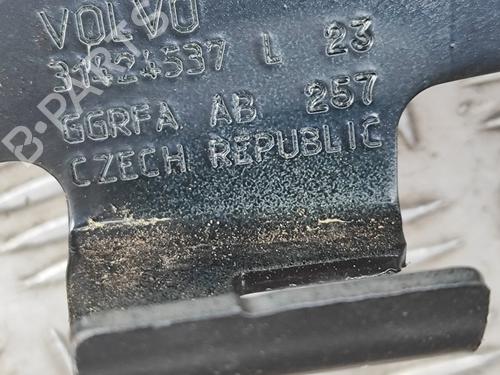 VOLVO
31424537 L 23
GGRFA AB 257
CZECH REPUBLIC
B-PARTS